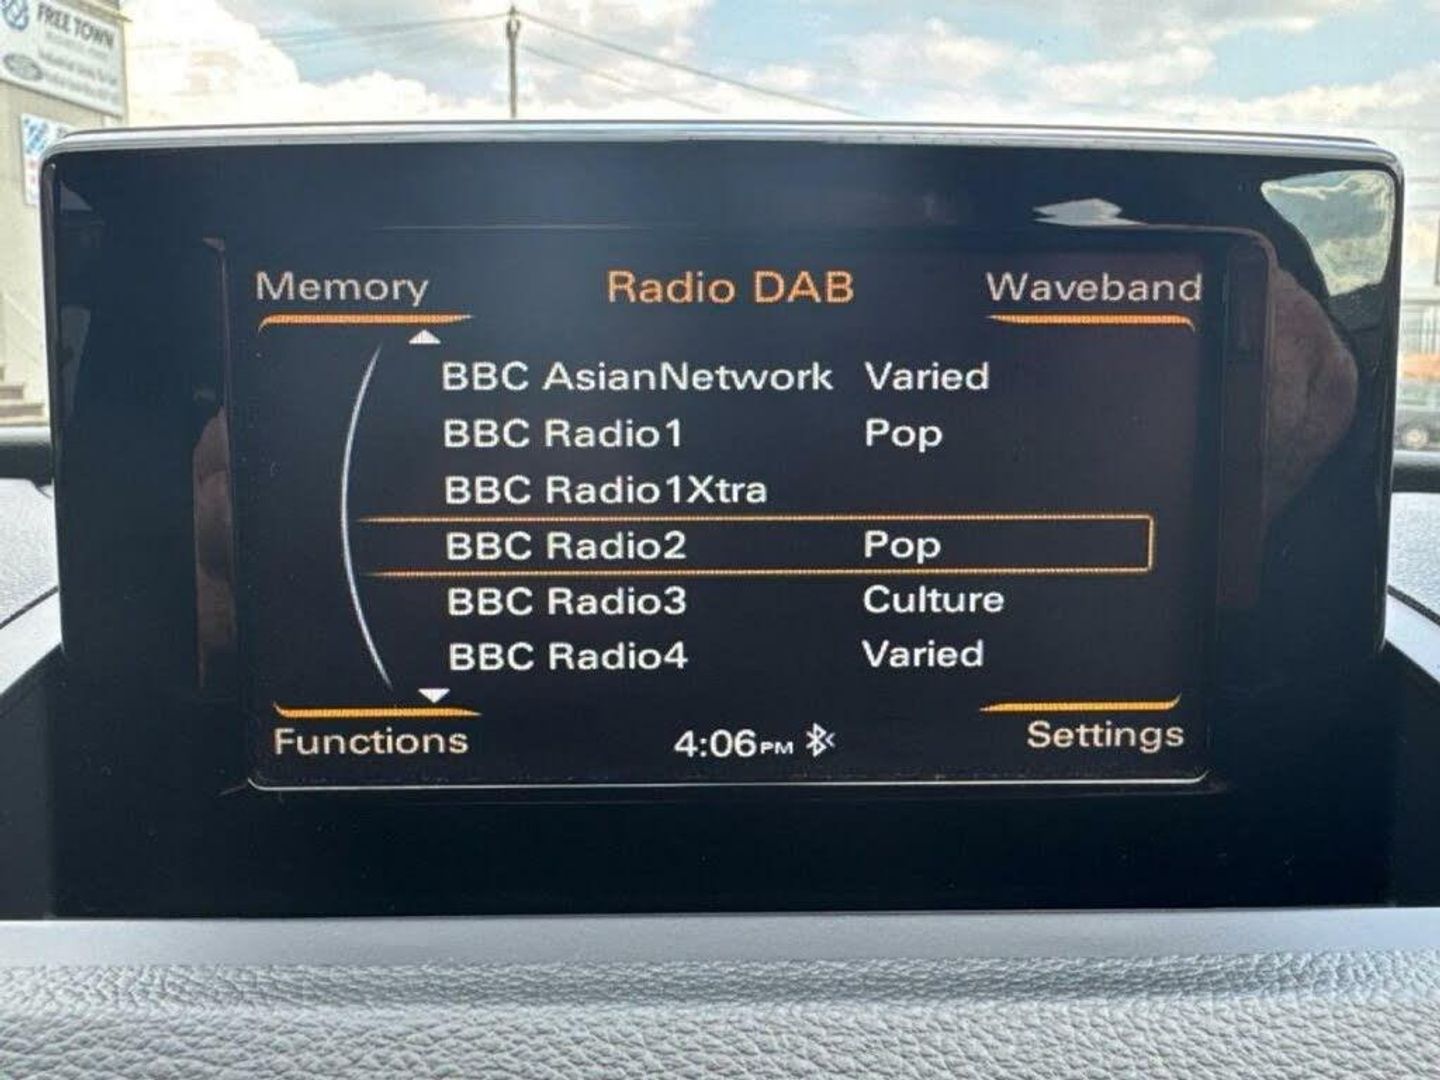 FREE TOWN
Memory Radio DAB Waveband
BBC AsianNetwork Varied
BBC Radio1 Pop
BBC Radio1Xtra
BBC Radio2 Pop
BBC Radio3 Culture
BBC Radio4 Varied
Functions 4:06PM Settings